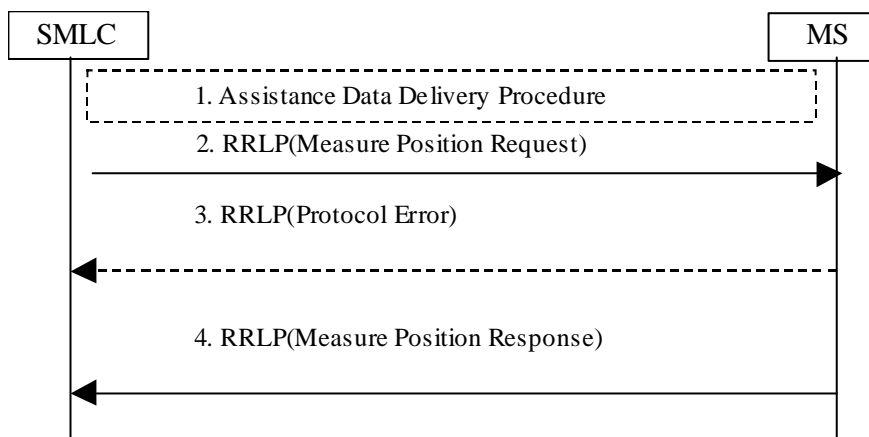 SMLC
MS
1. Assistance Data Delivery Procedure
2. RRLP(Measure Position Request)
3. RRLP(Protocol Error)
4. RRLP(Measure Position Response)